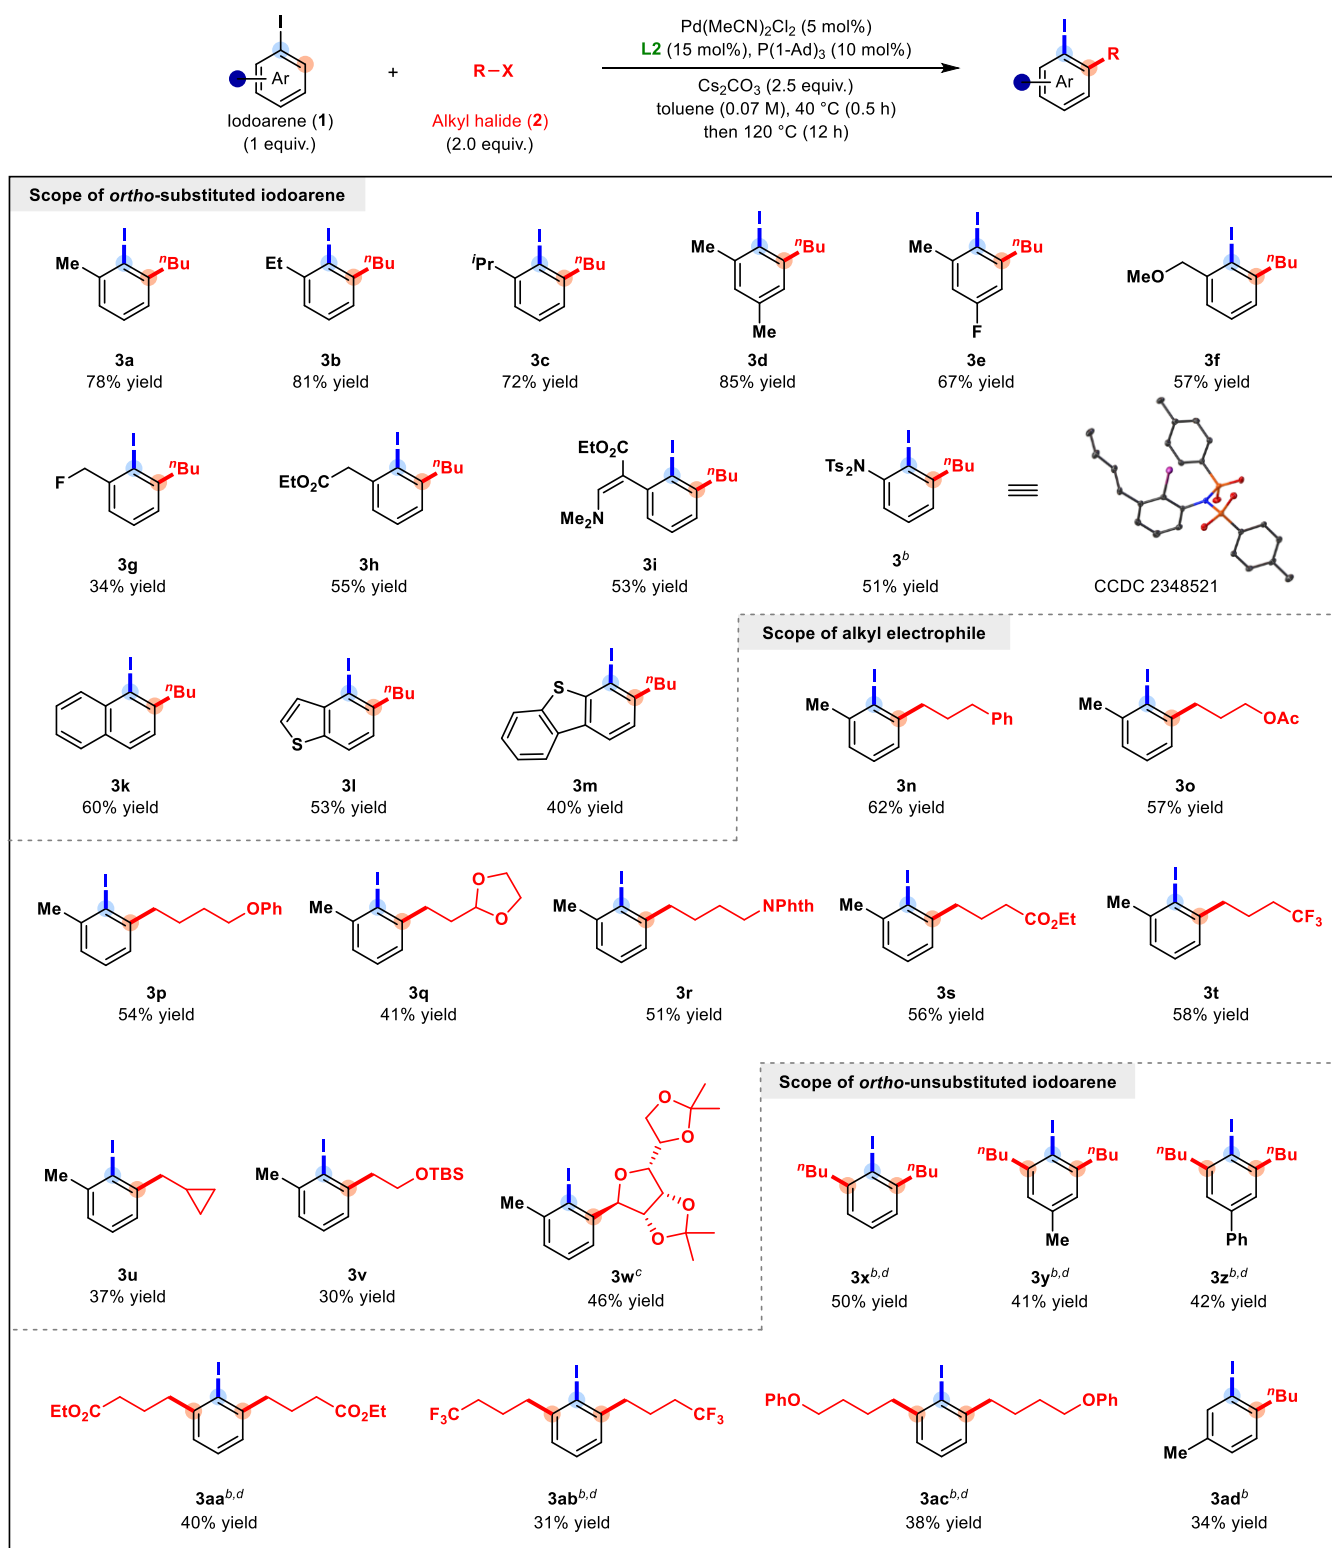 I
Ar
Iodoarene (1)
(1 equiv.)
+
R–X
Alkyl halide (2)
(2.0 equiv.)
Pd(MeCN)2Cl2 (5 mol%)
L2 (15 mol%), P(1-Ad)3 (10 mol%)
Cs2CO3 (2.5 equiv.)
toluene (0.07 M), 40 °C (0.5 h)
then 120 °C (12 h)
I
R
Ar
Scope of ortho-substituted iodoarene
I
Me
nBu
3a
78% yield
I
Et
nBu
3b
81% yield
I
iPr
nBu
3c
72% yield
I
Me
nBu
Me
3d
85% yield
I
Me
nBu
F
3e
67% yield
I
MeO
nBu
3f
57% yield
I
F
nBu
3g
34% yield
I
EtO2C
nBu
3h
55% yield
EtO2C
I
nBu
Me2N
3i
53% yield
I
Ts2N
nBu
3b
51% yield
CCDC 2348521
I
nBu
3k
60% yield
I
nBu
S
3l
53% yield
I
S
nBu
3m
40% yield
Scope of alkyl electrophile
I
Me
Ph
3n
62% yield
I
Me
OAc
3o
57% yield
I
Me
OPh
3p
54% yield
I
Me
O
O
3q
41% yield
I
Me
NPhth
3r
51% yield
I
Me
CO2Et
3s
56% yield
I
Me
CF3
3t
58% yield
I
Me
3u
37% yield
I
Me
OTBS
3v
30% yield
O
O
I
O
Me
O
O
3wc
46% yield
Scope of ortho-unsubstituted iodoarene
I
nBu
nBu
3xb,d
50% yield
I
nBu
nBu
Me
3yb,d
41% yield
I
nBu
nBu
Ph
3zb,d
42% yield
I
EtO2C
CO2Et
3aab,d
40% yield
I
F3C
CF3
3abb,d
31% yield
I
PhO
OPh
3acb,d
38% yield
I
nBu
Me
3adb
34% yield